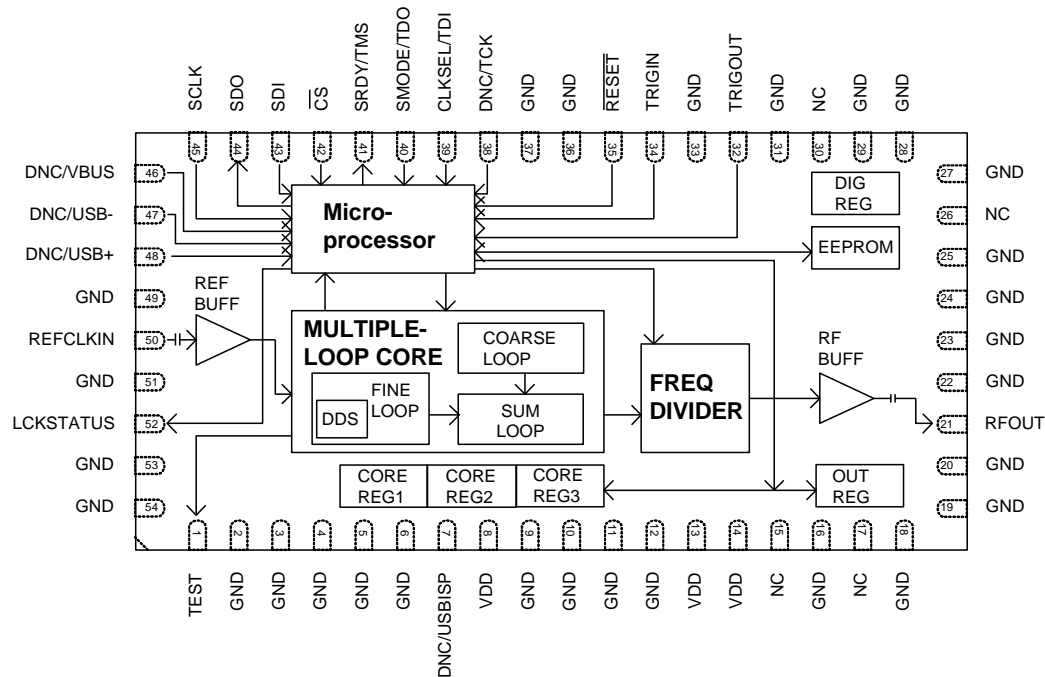 SCLK
SDO
SDI
CS
SRDY/TMS
SMODE/TDO
CLKSEL/TDI
DNC/TCK
GND
GND
RESET
TRIGIN
GND
TRIGOUT
GND
NC
GND
GND
45
44
43
42
41
40
39
38
37
36
35
34
33
32
31
30
29
28
DNC/VBUS
46
DNC/USB-
47
DNC/USB+
48
GND
49
REFCLKIN
50
GND
51
LCKSTATUS
52
GND
53
GND
54
Micro-
processor
REF
BUFF
MULTIPLE-
LOOP CORE
COARSE
LOOP
FINE
LOOP
DDS
SUM
LOOP
CORE
REG1
CORE
REG2
CORE
REG3
FREQ
DIVIDER
DIG
REG
EEPROM
RF
BUFF
OUT
REG
27
GND
26
NC
25
GND
24
GND
23
GND
22
GND
21
RFOUT
20
GND
19
GND
1
2
3
4
5
6
7
8
9
10
11
12
13
14
15
16
17
18
TEST
GND
GND
GND
GND
GND
DNC/USBISP
VDD
GND
GND
GND
GND
VDD
VDD
NC
GND
NC
GND